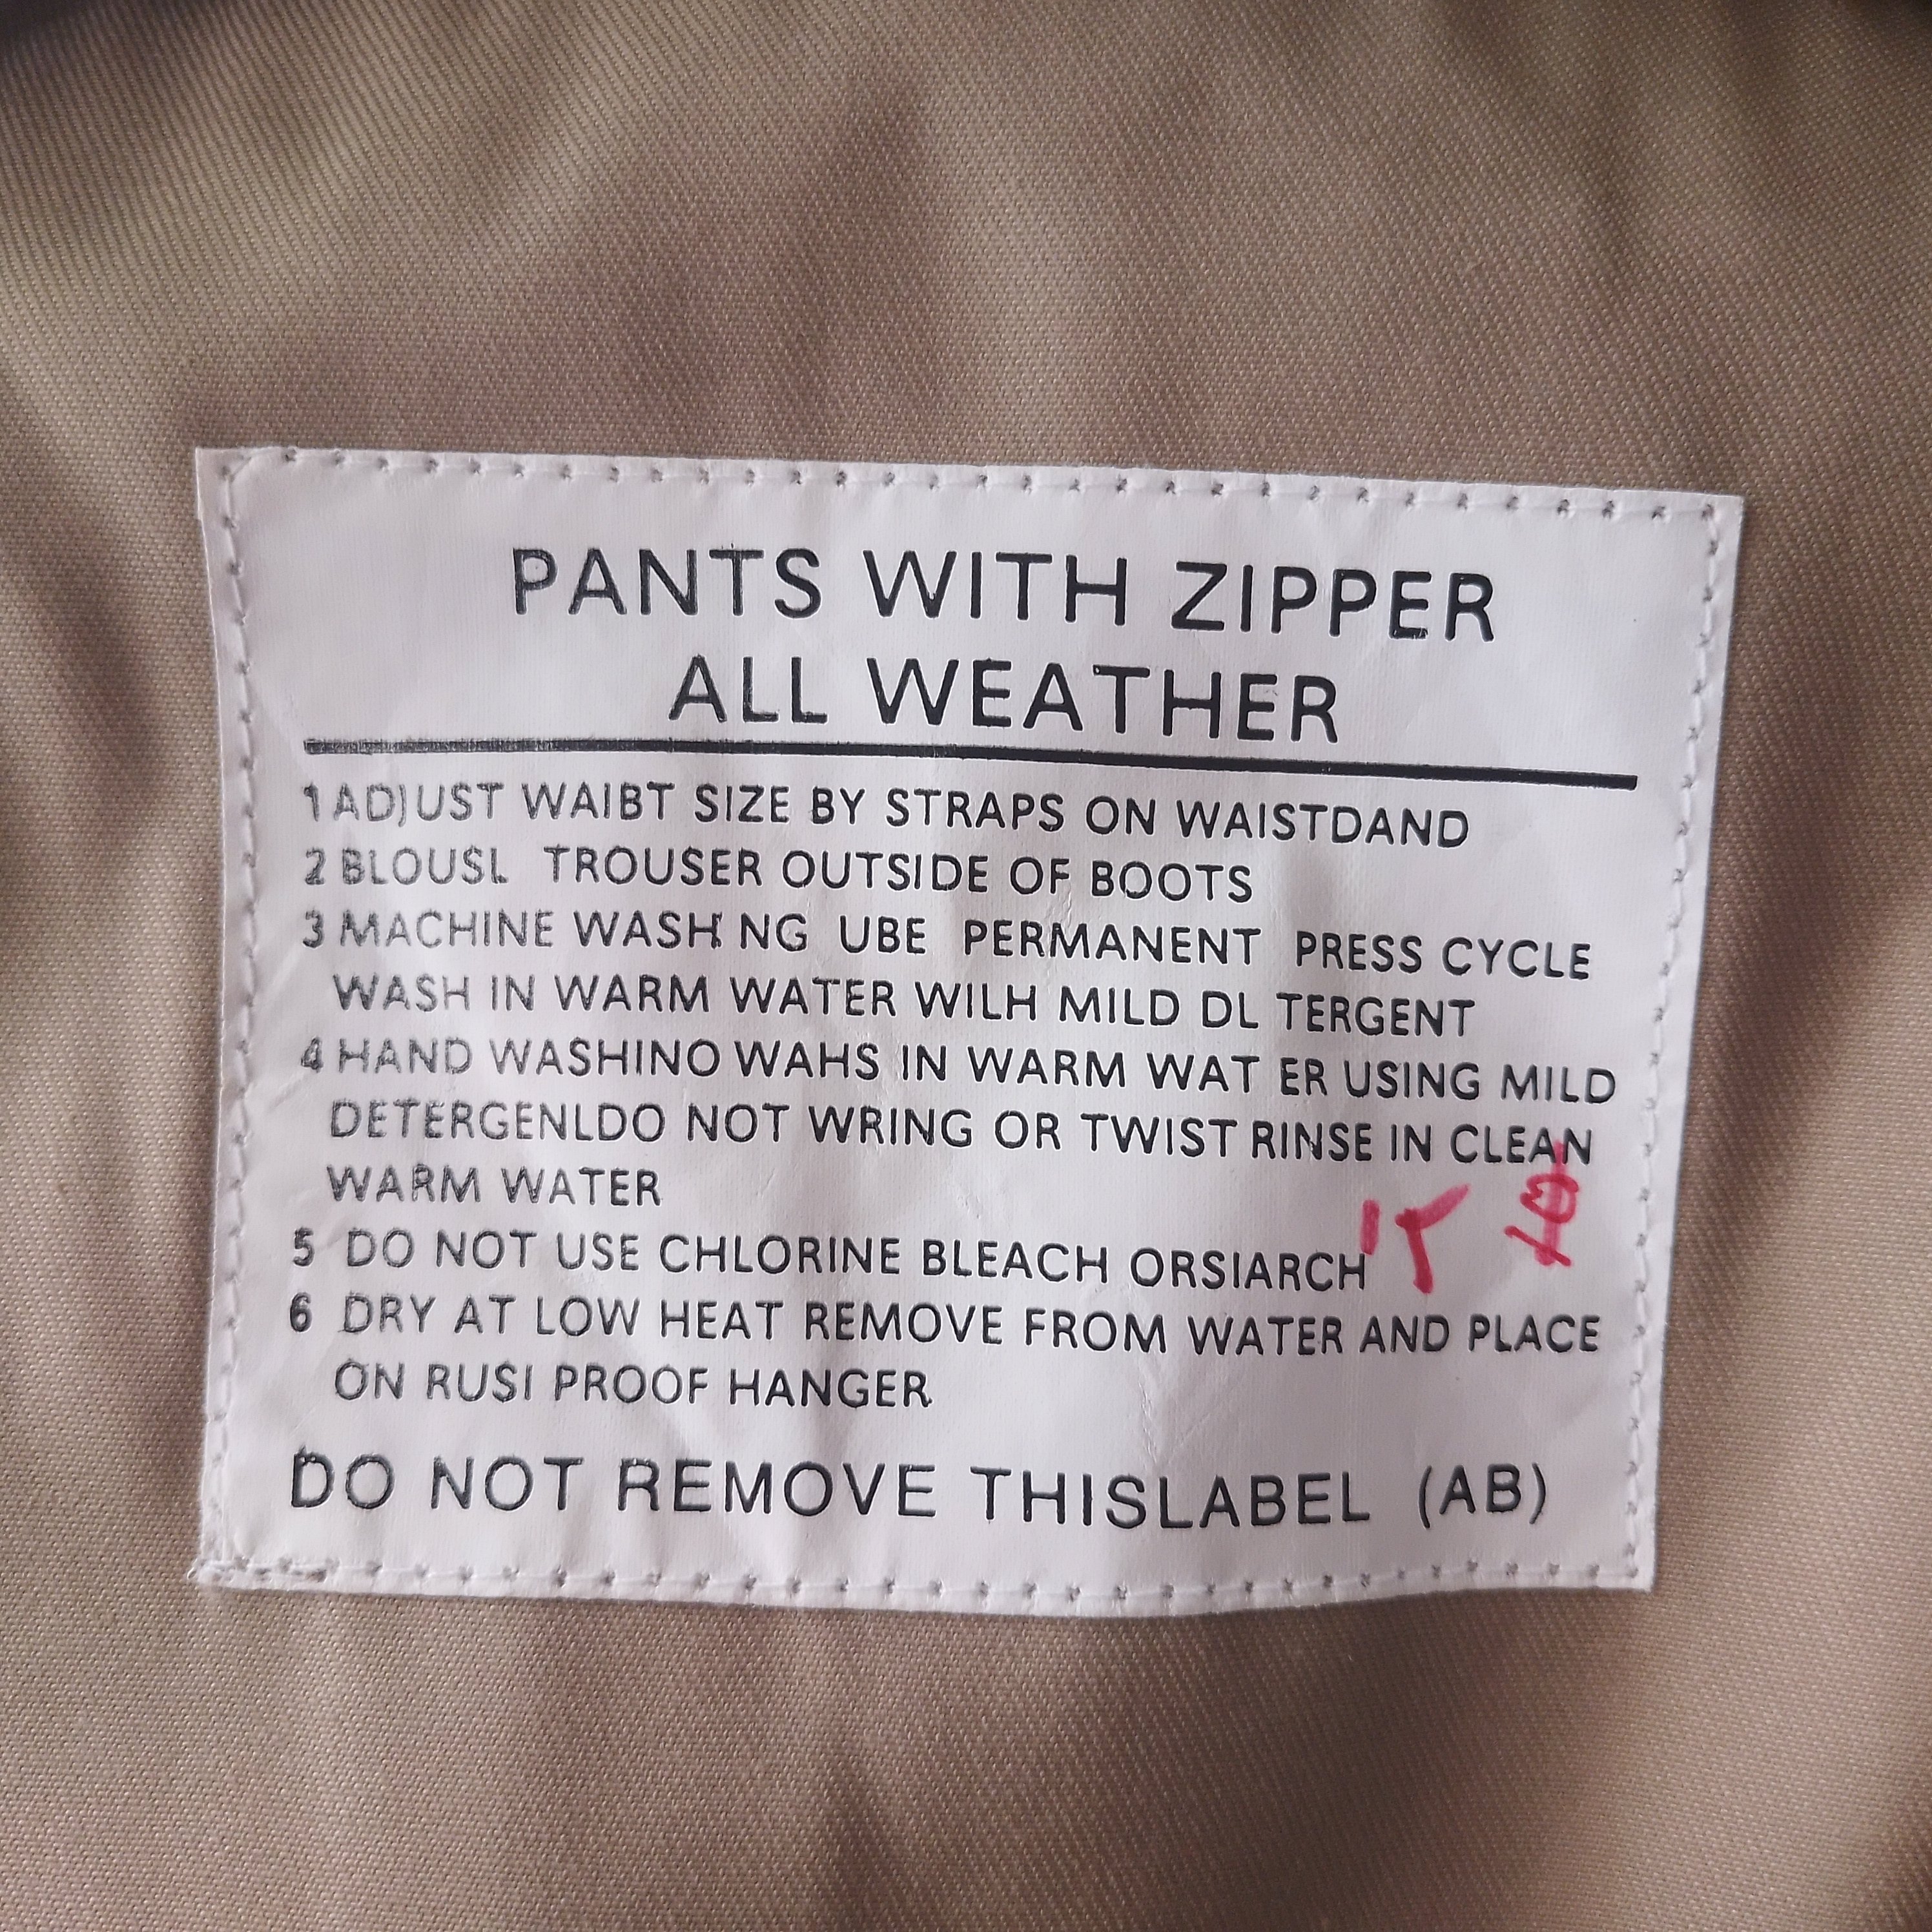 PANTS WITH ZIPPER
ALL WEATHER
1 ADJUST WAIBT SIZE BY STRAPS ON WAISTDAND
2 BLOUSL TROUSER OUTSIDE OF BOOTS
3 MACHINE WASH NG UBE PERMANENT PRESS CYCLE
WASH IN WARM WATER WILH MILD DL TERGENT
4 HAND WASHINO WAHS IN WARM WAT ER USING MILD
DETERGENLDO NOT WRING OR TWIST RINSE IN CLEAN
WARM WATER
5 DO NOT USE CHLORINE BLEACH ORSIARCH
6 DRY AT LOW HEAT REMOVE FROM WATER AND PLACE
ON RUSI PROOF HANGER
DO NOT REMOVE THISLABEL (AB)